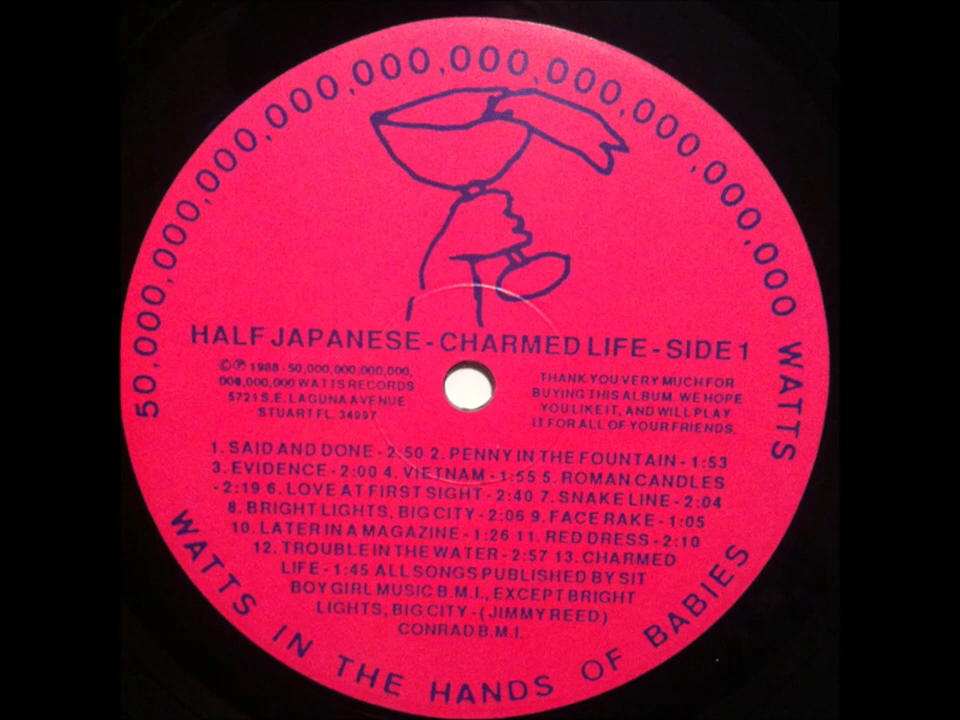 50,000,000,000,000,000,000,000,000,000,000 WATTS
HALF JAPANESE - CHARMED LIFE - SIDE 1
©℗ 1988 - 50,000,000,000,000,
000,000,000 WATTS RECORDS
5721 S.E. LAGUNA AVENUE
STUART FL. 34997
THANK YOU VERY MUCH FOR
BUYING THIS ALBUM. WE HOPE
YOU LIKE IT, AND WILL PLAY
IT FOR ALL OF YOUR FRIENDS.
1. SAID AND DONE - 2:50 2. PENNY IN THE FOUNTAIN - 1:53
3. EVIDENCE - 2:00 4. VIETNAM - 1:55 5. ROMAN CANDLES
- 2:19 6. LOVE AT FIRST SIGHT - 2:40 7. SNAKE LINE - 2:04
8. BRIGHT LIGHTS, BIG CITY - 2:06 9. FACE RAKE - 1:05
10. LATER IN A MAGAZINE - 1:26 11. RED DRESS - 2:10
12. TROUBLE IN THE WATER - 2:57 13. CHARMED
LIFE - 1:45 ALL SONGS PUBLISHED BY SIT
BOY GIRL MUSIC B.M.I., EXCEPT BRIGHT
LIGHTS, BIG CITY - (JIMMY REED)
CONRAD B.M.I.
WATTS IN THE HANDS OF BABIES